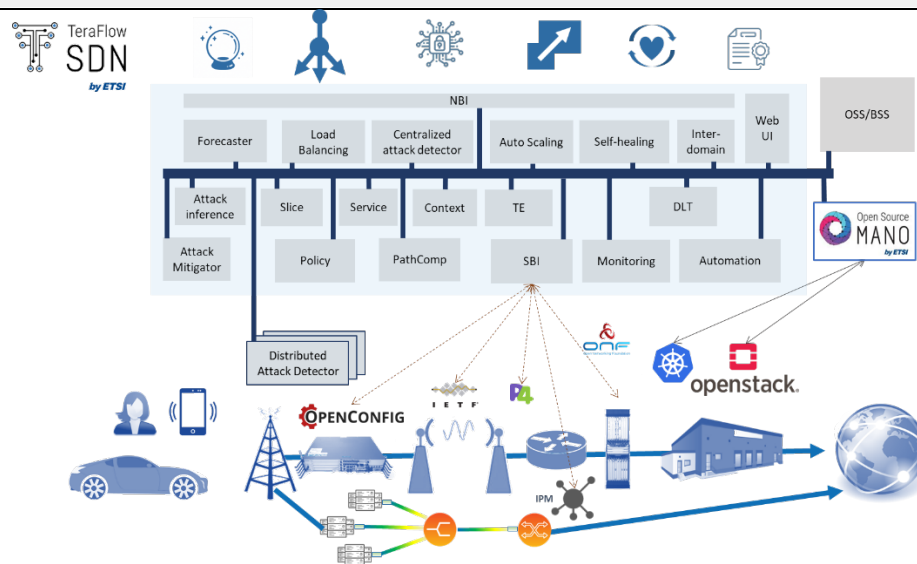 TeraFlow
SDN
by ETSI
NBI
Forecaster
Load
Balancing
Centralized
attack detector
Auto Scaling
Self-healing
Inter-
domain
Web
UI
OSS/BSS
Attack
inference
Slice
Service
Context
TE
DLT
Open Source
MANO
by ETSI
Attack
Mitigator
Policy
PathComp
SBI
Monitoring
Automation
Distributed
Attack Detector
ONF
openstack.
OPENCONFIG
IETF
P4
IPM